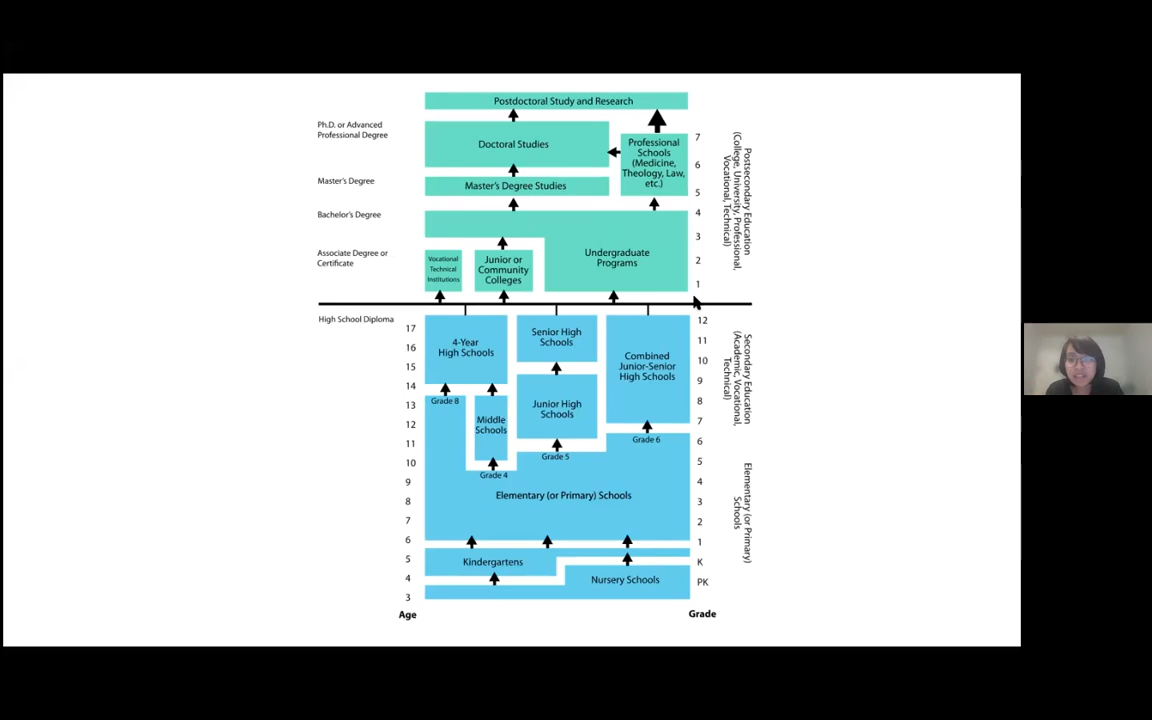 Postdoctoral Study and Research
Ph.D. or Advanced
Professional Degree
Doctoral Studies
Professional
Schools
(Medicine,
Theology, Law,
etc.)
7
6
5
Master's Degree
Master's Degree Studies
Bachelor's Degree
4
3
2
1
Associate Degree or
Certificate
Vocational
Technical
Institutions
Junior or
Community
Colleges
Undergraduate
Programs
Postsecondary Education
(College, University, Professional,
Vocational, Technical)
High School Diploma
17
16
15
14
13
12
11
10
9
8
7
6
5
4
3
Age
4-Year
High Schools
Senior High
Schools
Combined
Junior-Senior
High Schools
Grade 8
Middle
Schools
Junior High
Schools
Grade 6
Grade 5
Grade 4
Elementary (or Primary) Schools
Kindergartens
Nursery Schools
12
11
10
9
8
7
6
5
4
3
2
1
K
PK
Grade
Secondary Education
(Academic, Vocational,
Technical)
Elementary (or Primary)
Schools